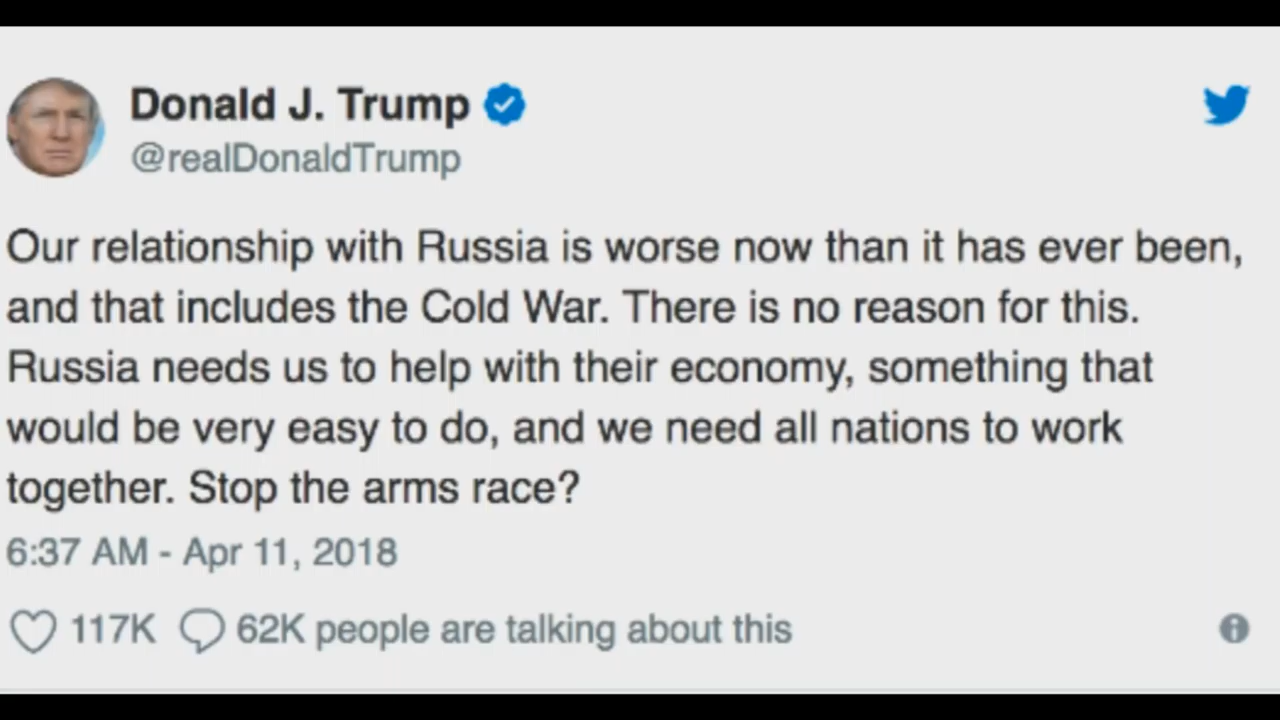 Donald J. Trump
@realDonaldTrump
Our relationship with Russia is worse now than it has ever been,
and that includes the Cold War. There is no reason for this.
Russia needs us to help with their economy, something that
would be very easy to do, and we need all nations to work
together. Stop the arms race?
6:37 AM - Apr 11, 2018
117K 62K people are talking about this